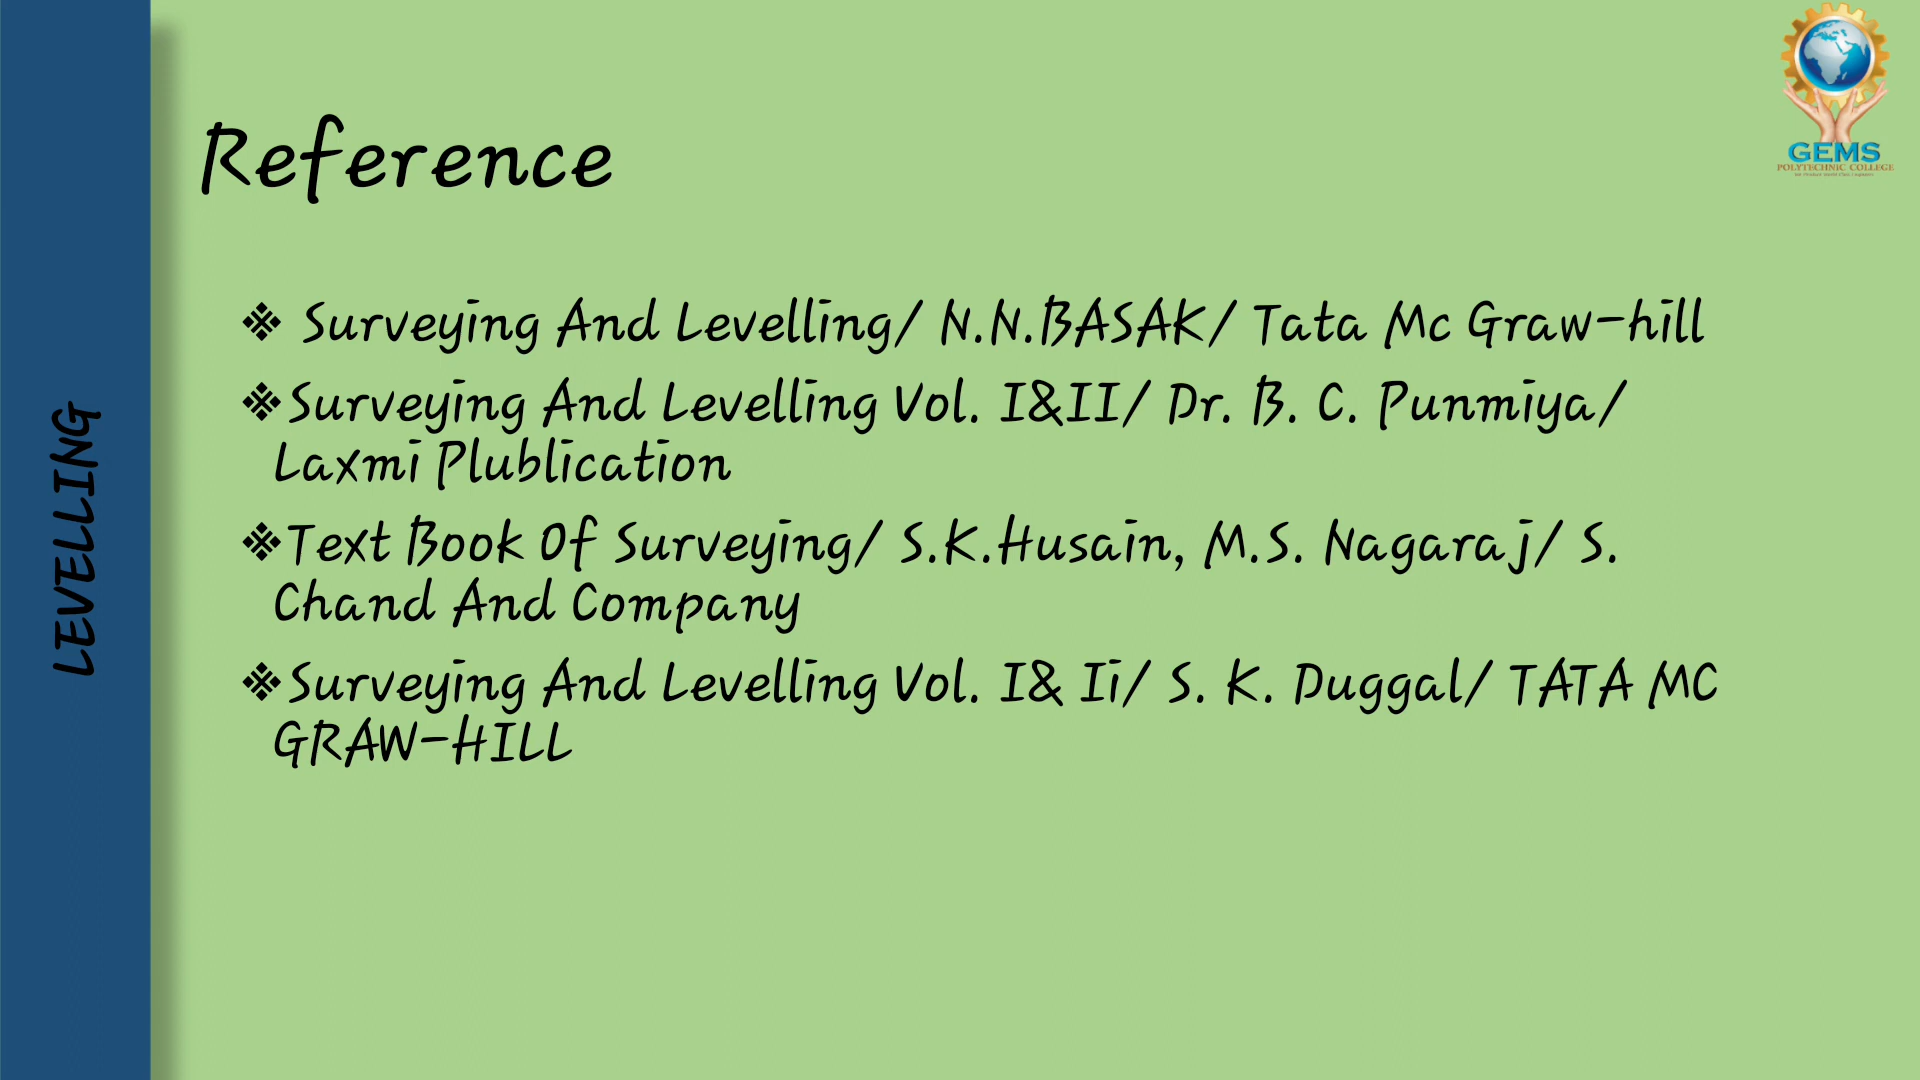 GEMS
POLYTECHNIC COLLEGE
Reference
❖ Surveying And Levelling/ N.N.BASAK/ Tata Mc Graw-hill
❖Surveying And Levelling Vol. I&II/ Dr. B. C. Punmiya/
Laxmi Plublication
❖Text Book Of Surveying/ S.K.Husain, M.S. Nagaraj/ S.
Chand And Company
❖Surveying And Levelling Vol. I& Ii/ S. K. Duggal/ TATA MC
GRAW-HILL
LEVELLING